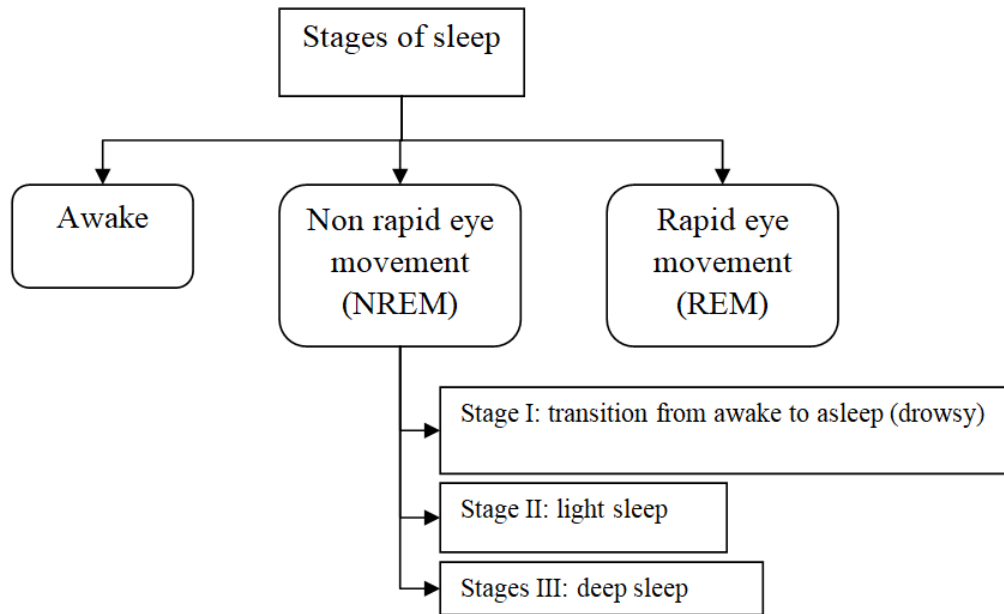 Stages of sleep
Awake
Non rapid eye
movement
(NREM)
Rapid eye
movement
(REM)
Stage I: transition from awake to asleep (drowsy)
Stage II: light sleep
Stages III: deep sleep